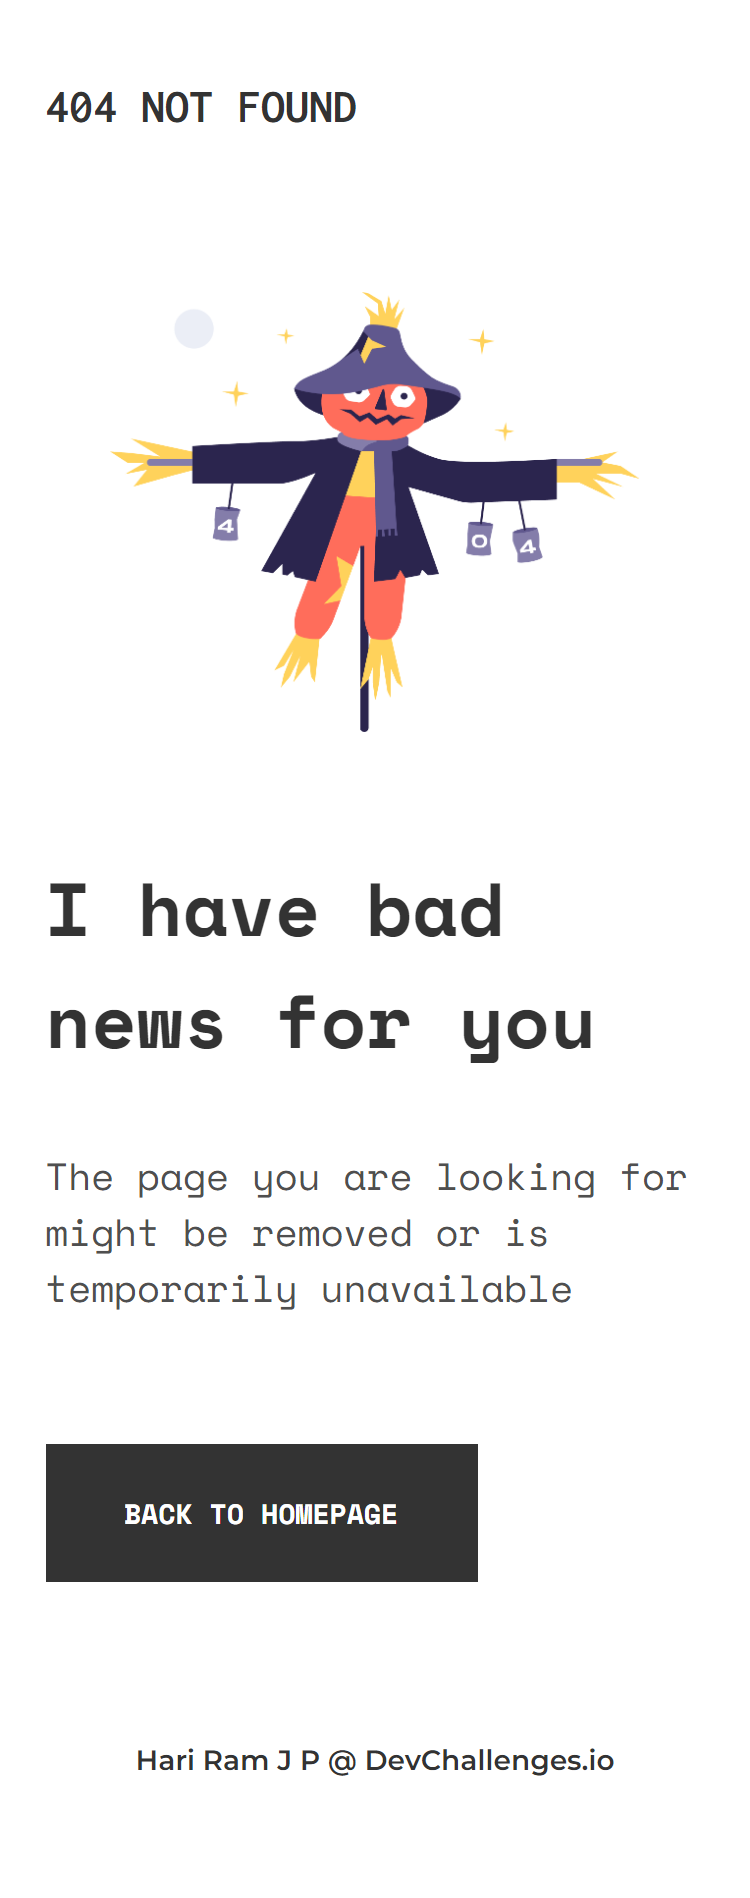 404 NOT FOUND
4
0
4
I have bad
news for you
The page you are looking for
might be removed or is
temporarily unavailable
BACK TO HOMEPAGE
Hari Ram J P @ DevChallenges.io